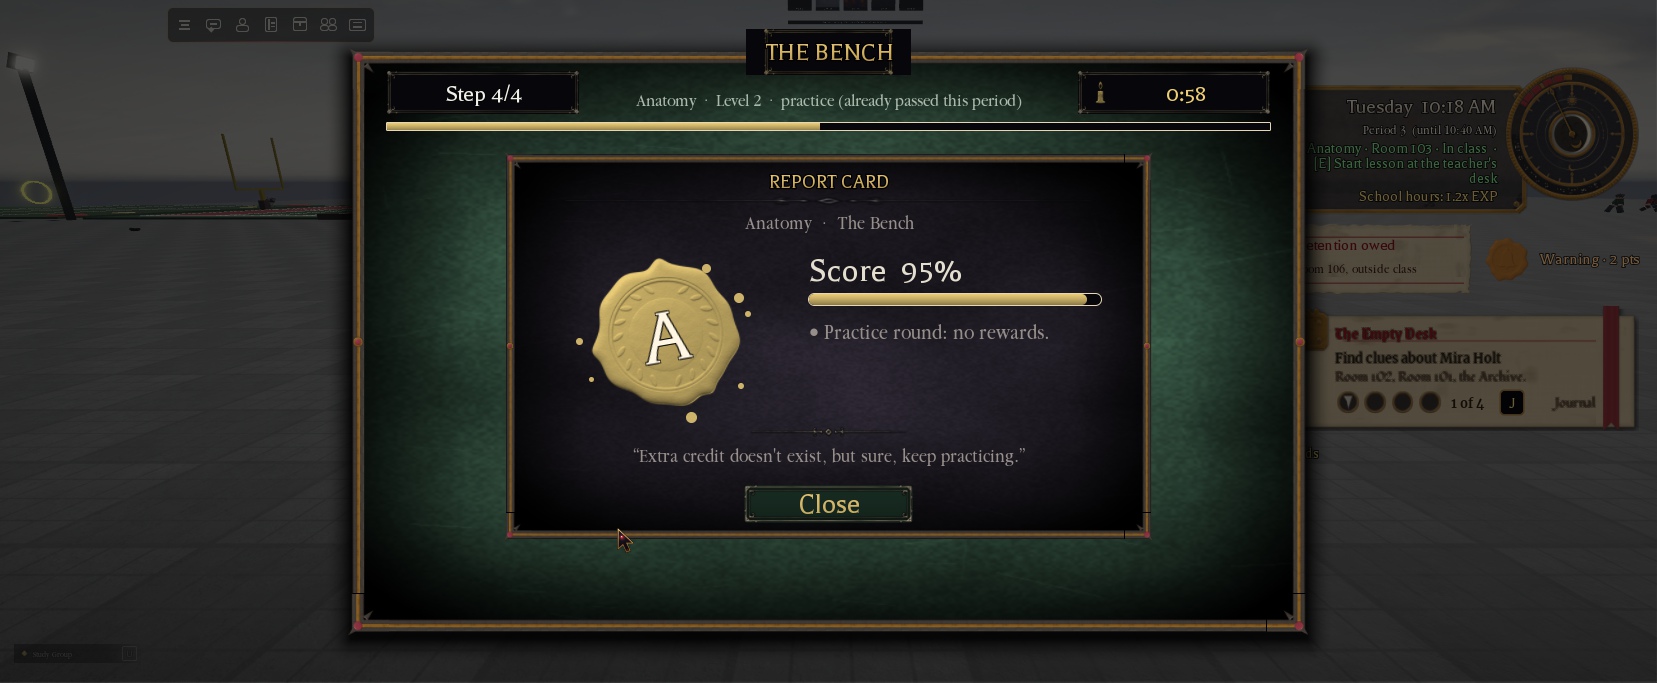 THE BENCH
Step 4/4
Anatomy · Level 2 · practice (already passed this period)
0:58
REPORT CARD
Anatomy · The Bench
A
Score 95%
• Practice round: no rewards.
“Extra credit doesn't exist, but sure, keep practicing.”
Close
Tuesday 10:18 AM
Period 3 (until 10:40 AM)
Anatomy · Room 103 · In class ·
[E] Start lesson at the teacher's
desk
School hours: 1.2x EXP
etention owed
om 106, outside class
Warning · 2 pts
The Empty Desk
Find clues about Mira Holt
Room 102, Room 101, the Archive.
1 of 4
J
Journal
Study Group